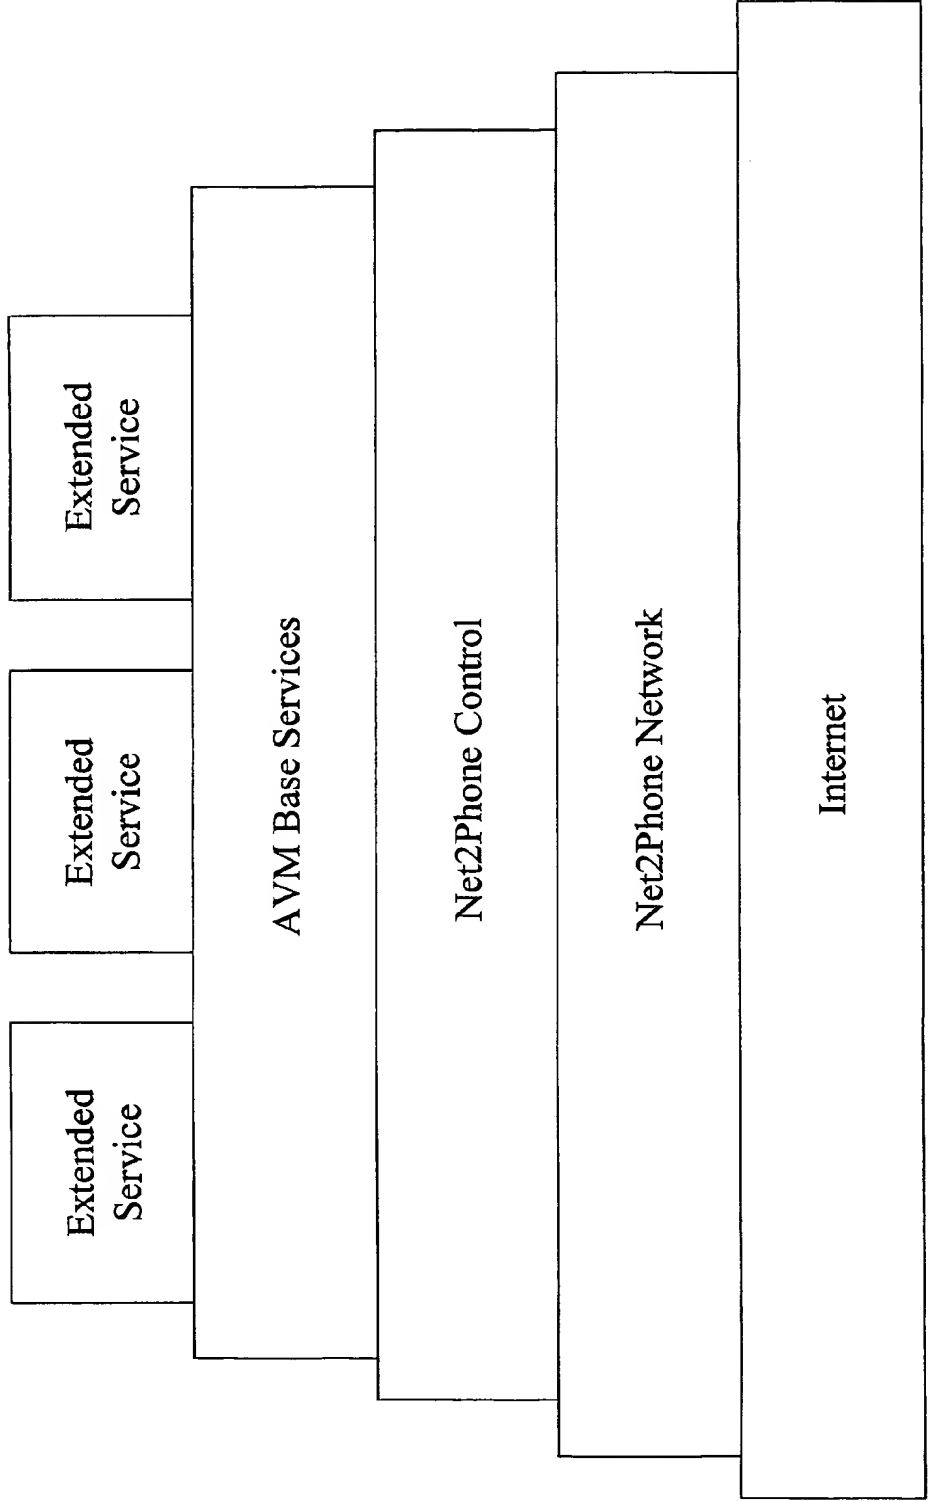 Extended
Service
Extended
Service
Extended
Service
AVM Base Services
Net2Phone Control
Net2Phone Network
Internet